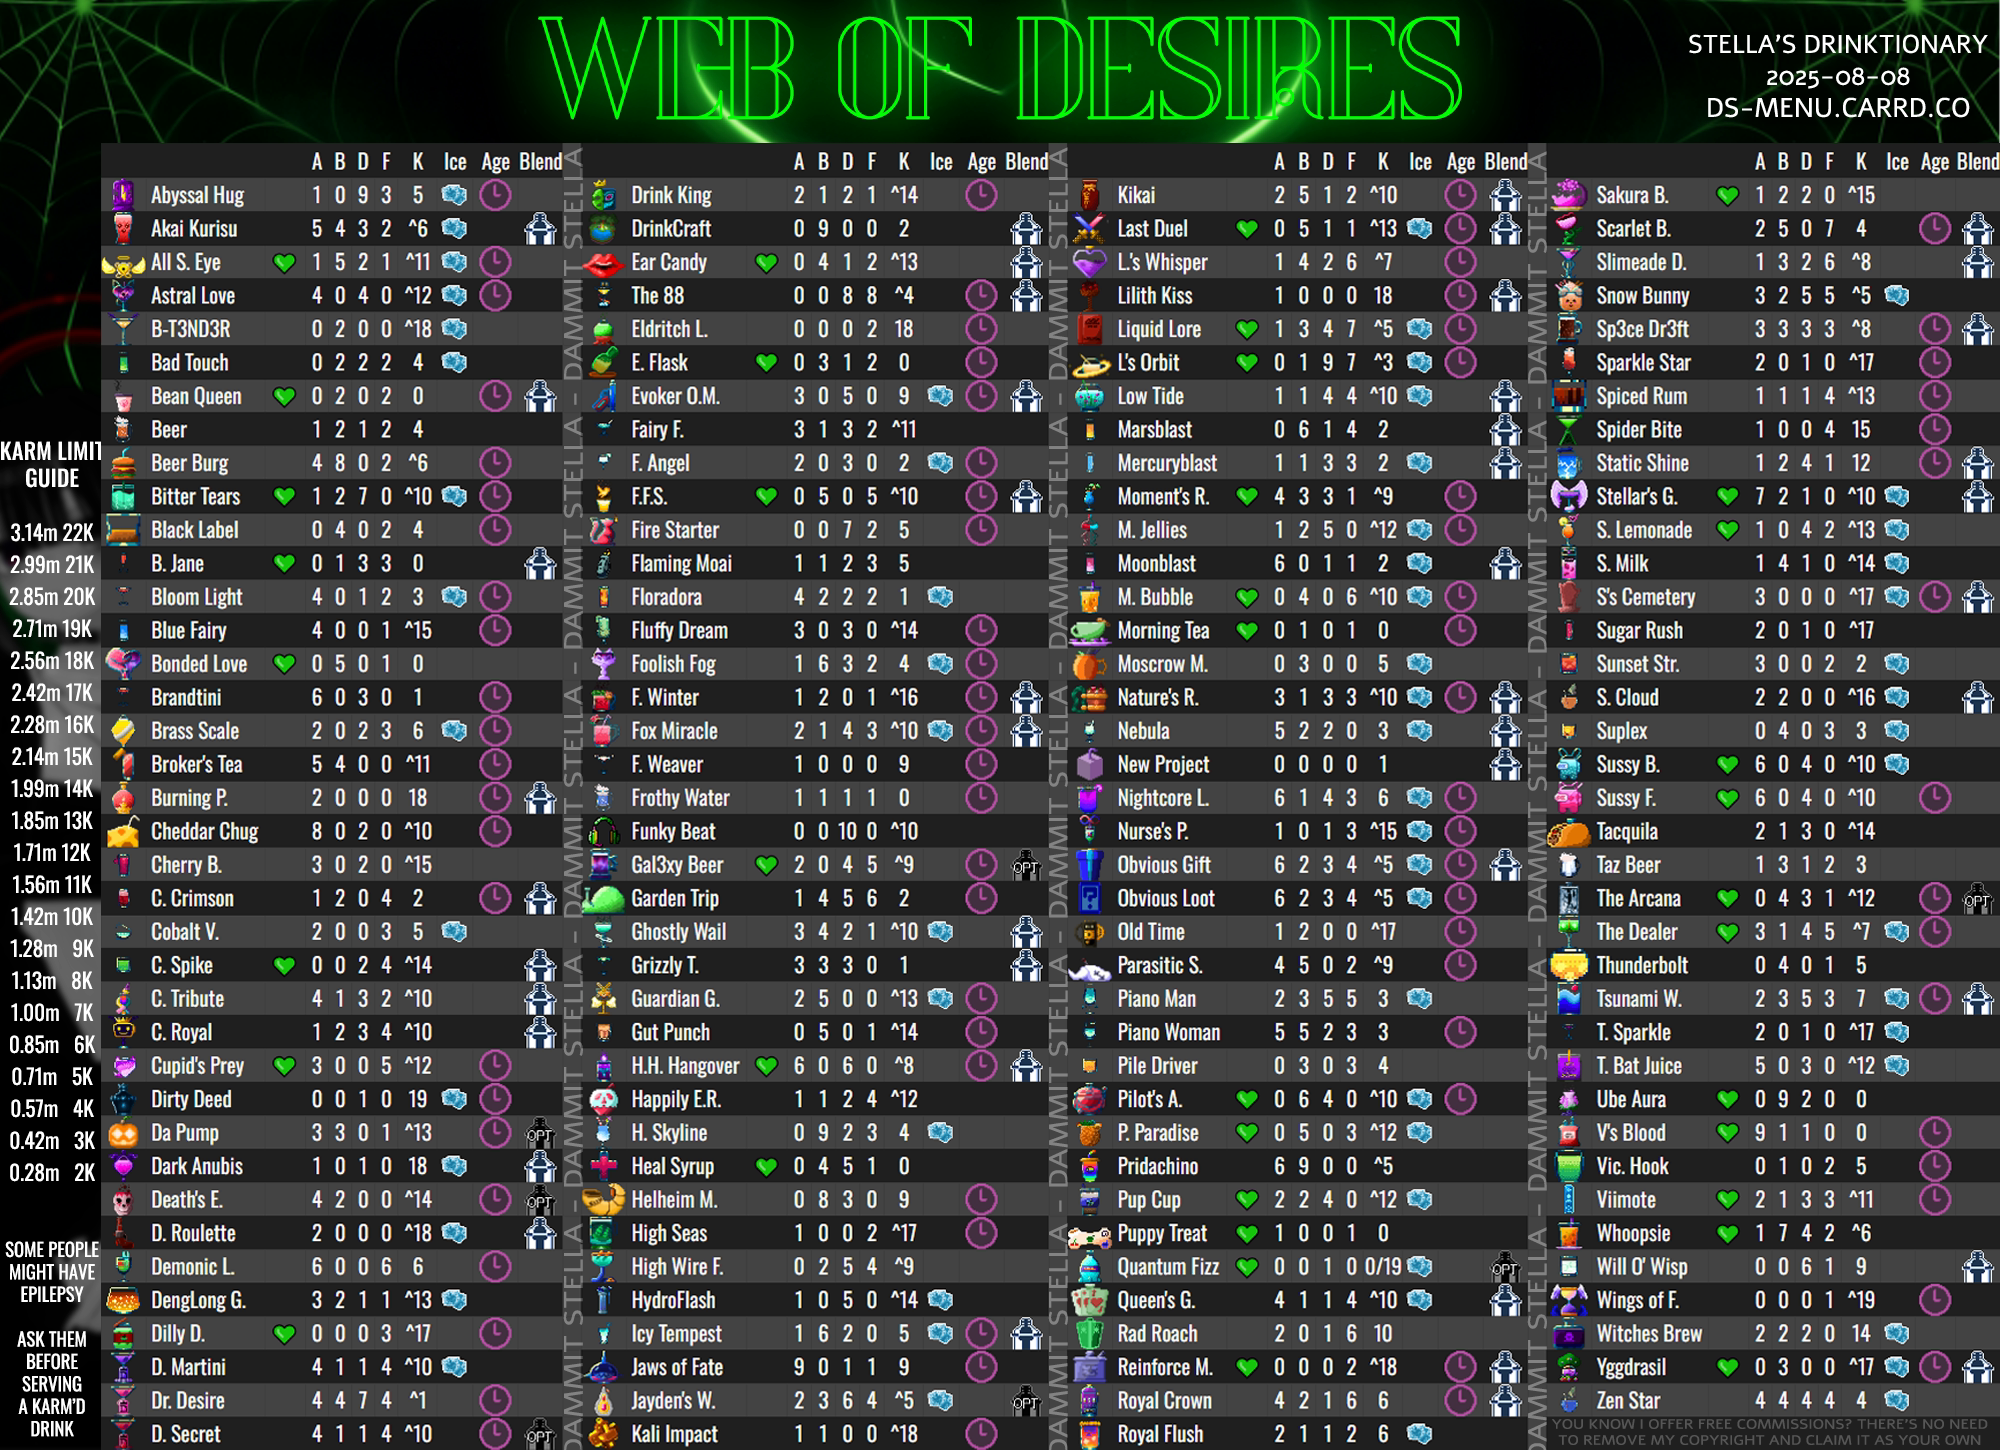 WEB OF DESIRES
STELLA'S DRINKTIONARY
2025-08-08
DS-MENU.CARRD.CO
KARM LIMIT
GUIDE
3.14m 22K
2.99m 21K
2.85m 20K
2.71m 19K
2.56m 18K
2.42m 17K
2.28m 16K
2.14m 15K
1.99m 14K
1.85m 13K
1.71m 12K
1.56m 11K
1.42m 10K
1.28m 9K
1.13m 8K
1.00m 7K
0.85m 6K
0.71m 5K
0.57m 4K
0.42m 3K
0.28m 2K
SOME PEOPLE
MIGHT HAVE
EPILEPSY
ASK THEM
BEFORE
SERVING
A KARM'D
DRINK
A B D F K Ice Age Blend
Abyssal Hug 1 0 9 3 5
Akai Kurisu 5 4 3 2 ^6
All S. Eye 1 5 2 1 ^11
Astral Love 4 0 4 0 ^12
B-T3ND3R 0 2 0 0 ^18
Bad Touch 0 2 2 2 4
Bean Queen 0 2 0 2 0
Beer 1 2 1 2 4
Beer Burg 4 8 0 2 ^6
Bitter Tears 1 2 7 0 ^10
Black Label 0 4 0 2 4
B. Jane 0 1 3 3 0
Bloom Light 4 0 1 2 3
Blue Fairy 4 0 0 1 ^15
Bonded Love 0 5 0 1 0
Brandtini 6 0 3 0 1
Brass Scale 2 0 2 3 6
Broker's Tea 5 4 0 0 ^11
Burning P. 2 0 0 0 18
Cheddar Chug 8 0 2 0 ^10
Cherry B. 3 0 2 0 ^15
C. Crimson 1 2 0 4 2
Cobalt V. 2 0 0 3 5
C. Spike 0 0 2 4 ^14
C. Tribute 4 1 3 2 ^10
C. Royal 1 2 3 4 ^10
Cupid's Prey 3 0 0 5 ^12
Dirty Deed 0 0 1 0 19
Da Pump 3 3 0 1 ^13 OPT
Dark Anubis 1 0 1 0 18
Death's E. 4 2 0 0 ^14 OPT
D. Roulette 2 0 0 0 ^18
Demonic L. 6 0 0 6 6
DengLong G. 3 2 1 1 ^13
Dilly D. 0 0 0 3 ^17
D. Martini 4 1 1 4 ^10
Dr. Desire 4 4 7 4 ^1
D. Secret 4 1 1 4 ^10 OPT
DAMMIT STELLA - DAMMIT STELLA - DAMMIT STELLA - DAMMIT STELLA - DAMMIT STELLA
A B D F K Ice Age Blend
Drink King 2 1 2 1 ^14
DrinkCraft 0 9 0 0 2
Ear Candy 0 4 1 2 ^13
The 88 0 0 8 8 ^4
Eldritch L. 0 0 0 2 18
E. Flask 0 3 1 2 0
Evoker O.M. 3 0 5 0 9
Fairy F. 3 1 3 2 ^11
F. Angel 2 0 3 0 2
F.F.S. 0 5 0 5 ^10
Fire Starter 0 0 7 2 5
Flaming Moai 1 1 2 3 5
Floradora 4 2 2 2 1
Fluffy Dream 3 0 3 0 ^14
Foolish Fog 1 6 3 2 4
F. Winter 1 2 0 1 ^16
Fox Miracle 2 1 4 3 ^10
F. Weaver 1 0 0 0 9
Frothy Water 1 1 1 1 0
Funky Beat 0 0 10 0 ^10
Gal3xy Beer 2 0 4 5 ^9 OPT
Garden Trip 1 4 5 6 2
Ghostly Wail 3 4 2 1 ^10
Grizzly T. 3 3 3 0 1
Guardian G. 2 5 0 0 ^13
Gut Punch 0 5 0 1 ^14
H.H. Hangover 6 0 6 0 ^8
Happily E.R. 1 1 2 4 ^12
H. Skyline 0 9 2 3 4
Heal Syrup 0 4 5 1 0
Helheim M. 0 8 3 0 9
High Seas 1 0 0 2 ^17
High Wire F. 0 2 5 4 ^9
HydroFlash 1 0 5 0 ^14
Icy Tempest 1 6 2 0 5
Jaws of Fate 9 0 1 1 9
Jayden's W. 2 3 6 4 ^5 OPT
Kali Impact 1 1 0 0 ^18
DAMMIT STELLA - DAMMIT STELLA - DAMMIT STELLA - DAMMIT STELLA - DAMMIT STELLA
A B D F K Ice Age Blend
Kikai 2 5 1 2 ^10
Last Duel 0 5 1 1 ^13
L.'s Whisper 1 4 2 6 ^7
Lilith Kiss 1 0 0 0 18
Liquid Lore 1 3 4 7 ^5
L's Orbit 0 1 9 7 ^3
Low Tide 1 1 4 4 ^10
Marsblast 0 6 1 4 2
Mercuryblast 1 1 3 3 2
Moment's R. 4 3 3 1 ^9
M. Jellies 1 2 5 0 ^12
Moonblast 6 0 1 1 2
M. Bubble 0 4 0 6 ^10
Morning Tea 0 1 0 1 0
Moscrow M. 0 3 0 0 5
Nature's R. 3 1 3 3 ^10
Nebula 5 2 2 0 3
New Project 0 0 0 0 1
Nightcore L. 6 1 4 3 6
Nurse's P. 1 0 1 3 ^15
Obvious Gift 6 2 3 4 ^5
Obvious Loot 6 2 3 4 ^5
Old Time 1 2 0 0 ^17
Parasitic S. 4 5 0 2 ^9
Piano Man 2 3 5 5 3
Piano Woman 5 5 2 3 3
Pile Driver 0 3 0 3 4
Pilot's A. 0 6 4 0 ^10
P. Paradise 0 5 0 3 ^12
Pridachino 6 9 0 0 ^5
Pup Cup 2 2 4 0 ^12
Puppy Treat 1 0 0 1 0
Quantum Fizz 0 0 1 0 0/19 OPT
Queen's G. 4 1 1 4 ^10
Rad Roach 2 0 1 6 10
Reinforce M. 0 0 0 2 ^18
Royal Crown 4 2 1 6 6
Royal Flush 2 1 1 2 6
DAMMIT STELLA - DAMMIT STELLA - DAMMIT STELLA - DAMMIT STELLA - DAMMIT STELLA
A B D F K Ice Age Blend
Sakura B. 1 2 2 0 ^15
Scarlet B. 2 5 0 7 4
Slimeade D. 1 3 2 6 ^8
Snow Bunny 3 2 5 5 ^5
Sp3ce Dr3ft 3 3 3 3 ^8
Sparkle Star 2 0 1 0 ^17
Spiced Rum 1 1 1 4 ^13
Spider Bite 1 0 0 4 15
Static Shine 1 2 4 1 12
Stellar's G. 7 2 1 0 ^10
S. Lemonade 1 0 4 2 ^13
S. Milk 1 4 1 0 ^14
S's Cemetery 3 0 0 0 ^17
Sugar Rush 2 0 1 0 ^17
Sunset Str. 3 0 0 2 2
S. Cloud 2 2 0 0 ^16
Suplex 0 4 0 3 3
Sussy B. 6 0 4 0 ^10
Sussy F. 6 0 4 0 ^10
Tacquila 2 1 3 0 ^14
Taz Beer 1 3 1 2 3
The Arcana 0 4 3 1 ^12 OPT
The Dealer 3 1 4 5 ^7
Thunderbolt 0 4 0 1 5
Tsunami W. 2 3 5 3 7
T. Sparkle 2 0 1 0 ^17
T. Bat Juice 5 0 3 0 ^12
Ube Aura 0 9 2 0 0
V's Blood 9 1 1 0 0
Vic. Hook 0 1 0 2 5
Viimote 2 1 3 3 ^11
Whoopsie 1 7 4 2 ^6
Will O' Wisp 0 0 6 1 9
Wings of F. 0 0 0 1 ^19
Witches Brew 2 2 2 0 14
Yggdrasil 0 3 0 0 ^17
Zen Star 4 4 4 4 4
YOU KNOW I OFFER FREE COMMISSIONS? THERE'S NO NEED
TO REMOVE MY COPYRIGHT AND CLAIM IT AS YOUR OWN